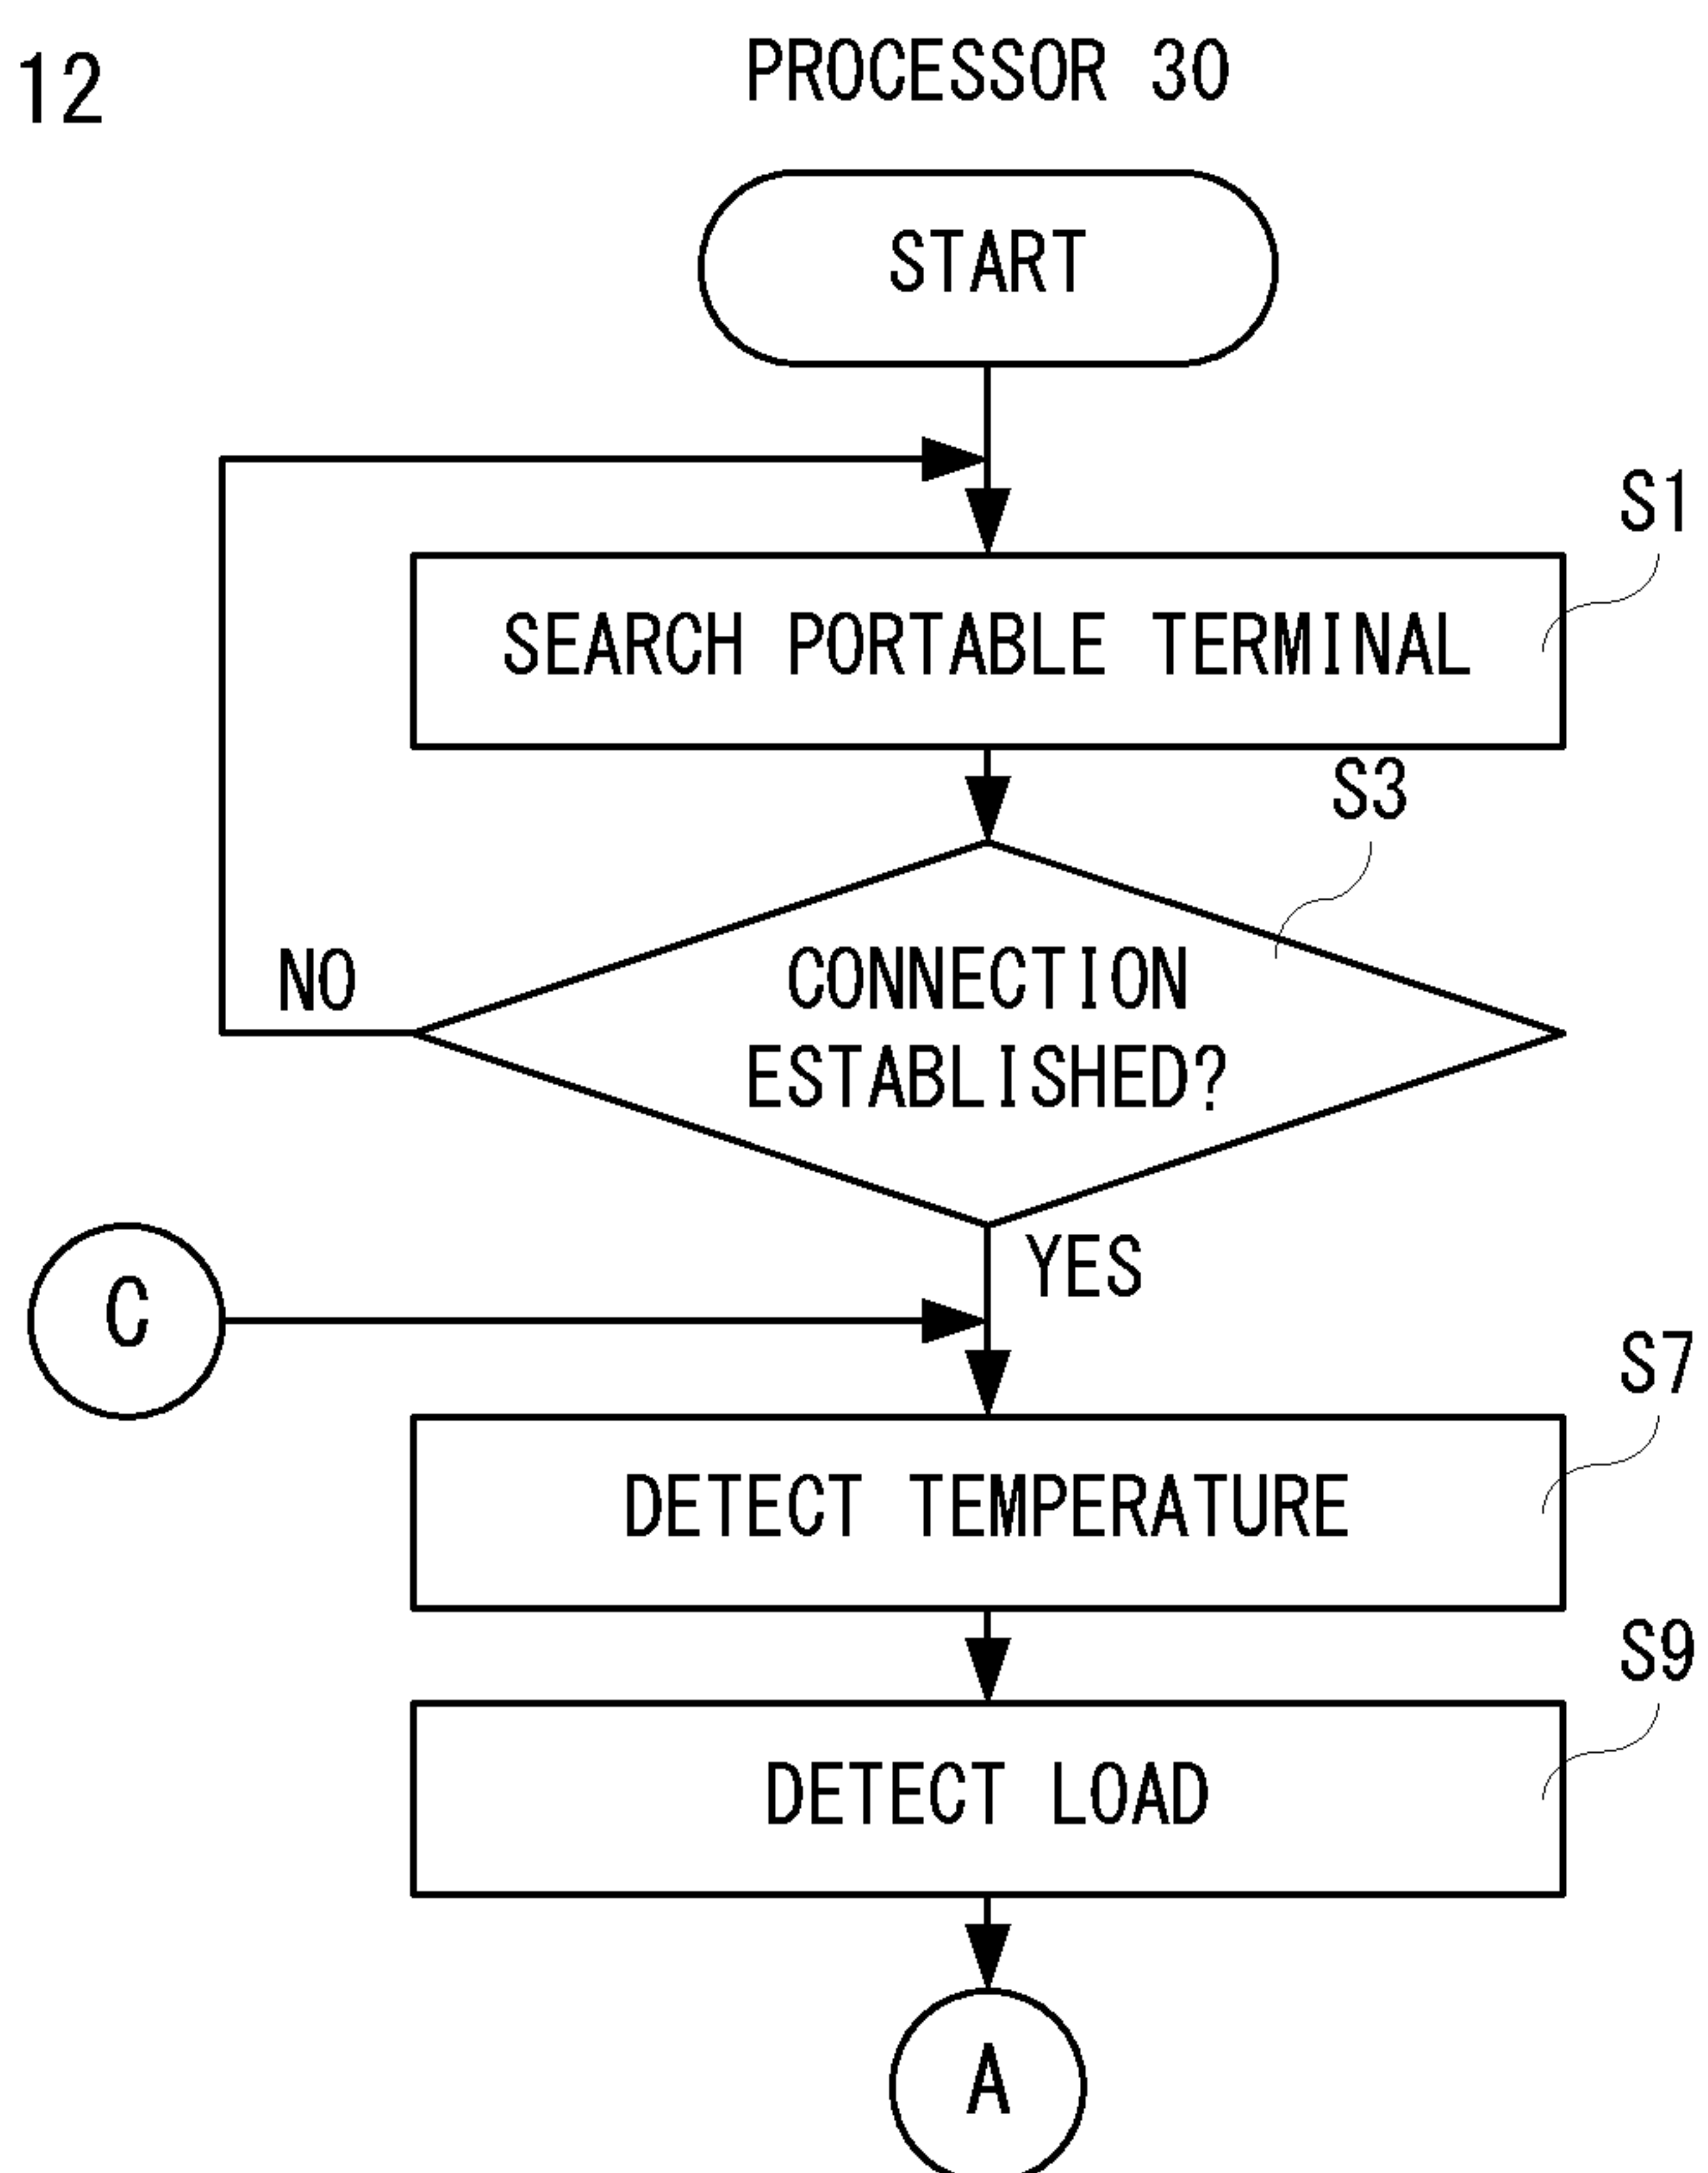 12
PROCESSOR 30
START
S1
SEARCH PORTABLE TERMINAL
S3
NO
CONNECTION
ESTABLISHED?
YES
C
S7
DETECT TEMPERATURE
S9
DETECT LOAD
A